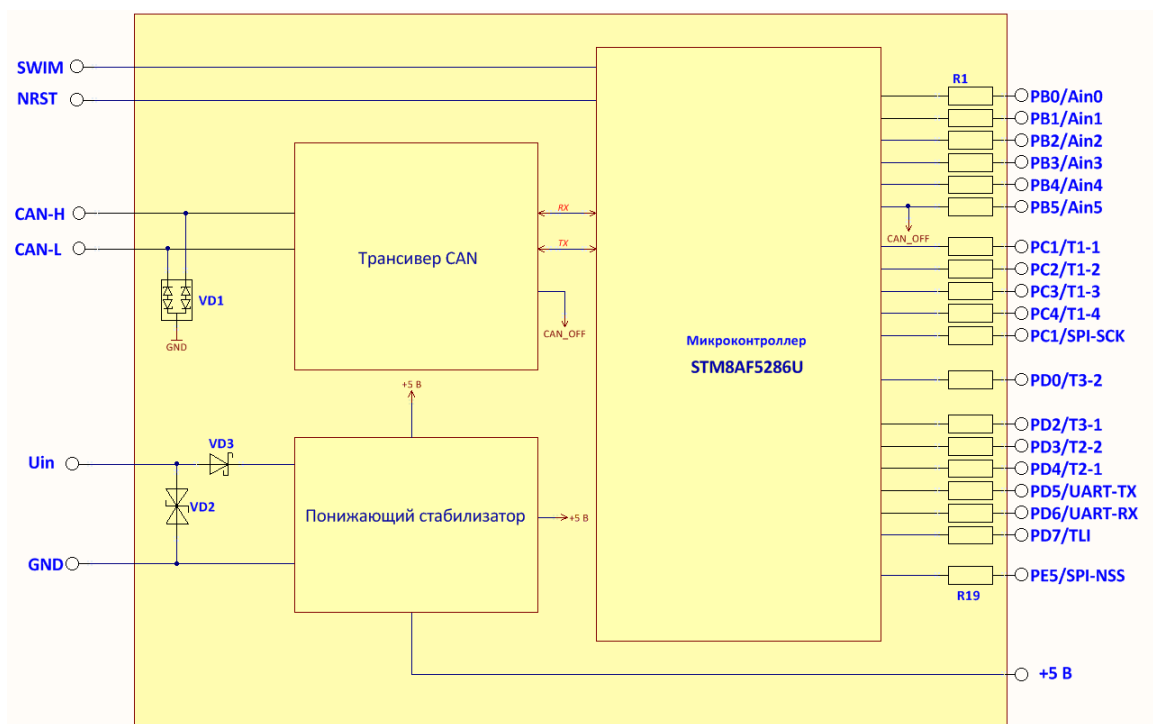 SWIM
NRST
CAN-H
CAN-L
VD1
GND
Uin
VD3
VD2
GND
Трансивер CAN
RX
TX
CAN_OFF
+5 В
Понижающий стабилизатор
+5 В
Микроконтроллер
STM8AF5286U
R1
PB0/Ain0
PB1/Ain1
PB2/Ain2
PB3/Ain3
PB4/Ain4
PB5/Ain5
CAN_OFF
PC1/T1-1
PC2/T1-2
PC3/T1-3
PC4/T1-4
PC1/SPI-SCK
PD0/T3-2
PD2/T3-1
PD3/T2-2
PD4/T2-1
PD5/UART-TX
PD6/UART-RX
PD7/TLI
PE5/SPI-NSS
R19
+5 В